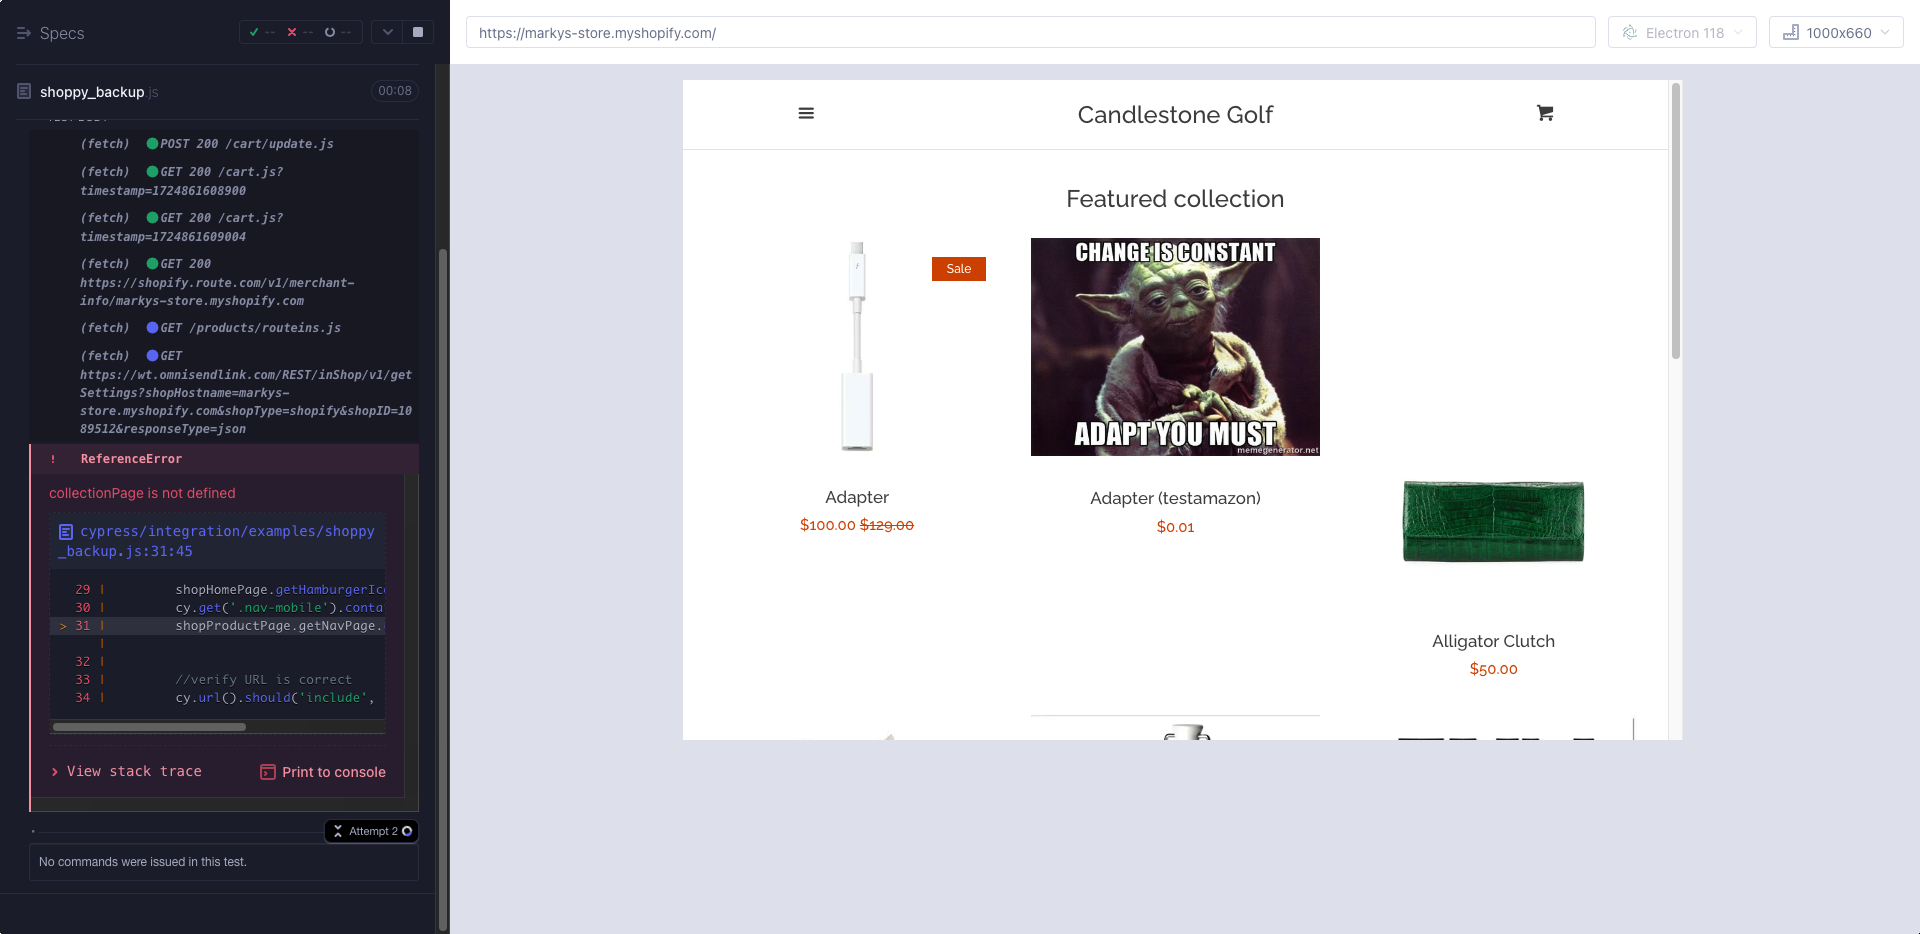 Specs
-- -- --
shoppy_backup.js 00:08
(fetch) POST 200 /cart/update.js
(fetch) GET 200 /cart.js?
timestamp=1724861608900
(fetch) GET 200 /cart.js?
timestamp=1724861609004
(fetch) GET 200
https://shopify.route.com/v1/merchant-
info/markys-store.myshopify.com
(fetch) GET /products/routeins.js
(fetch) GET
https://wt.omnisendlink.com/REST/inShop/v1/get
Settings?shopHostname=markys-
store.myshopify.com&shopType=shopify&shopID=10
89512&responseType=json
! ReferenceError
collectionPage is not defined
cypress/integration/examples/shoppy
_backup.js:31:45
29 | shopHomePage.getHamburgerIc
30 | cy.get('.nav-mobile').conta
> 31 | shopProductPage.getNavPage.
|
32 |
33 | //verify URL is correct
34 | cy.url().should('include',
View stack trace
Print to console
Attempt 2
No commands were issued in this test.
https://markys-store.myshopify.com/
Electron 118
1000x660
Candlestone Golf
Featured collection
Sale
Adapter
$100.00 $129.00
CHANGE IS CONSTANT
ADAPT YOU MUST
memegenerator.net
Adapter (testamazon)
$0.01
Alligator Clutch
$50.00